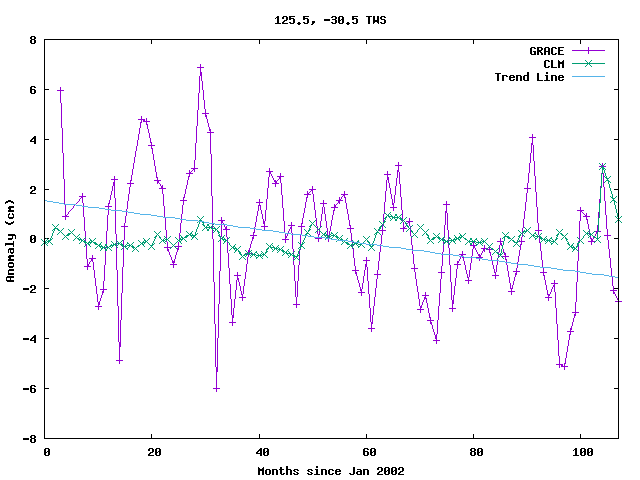 125.5, -30.5 TWS
GRACE
CLM
Trend Line
8
6
4
2
0
-2
-4
-6
-8
Anomaly (cm)
0 20 40 60 80 100
Months since Jan 2002